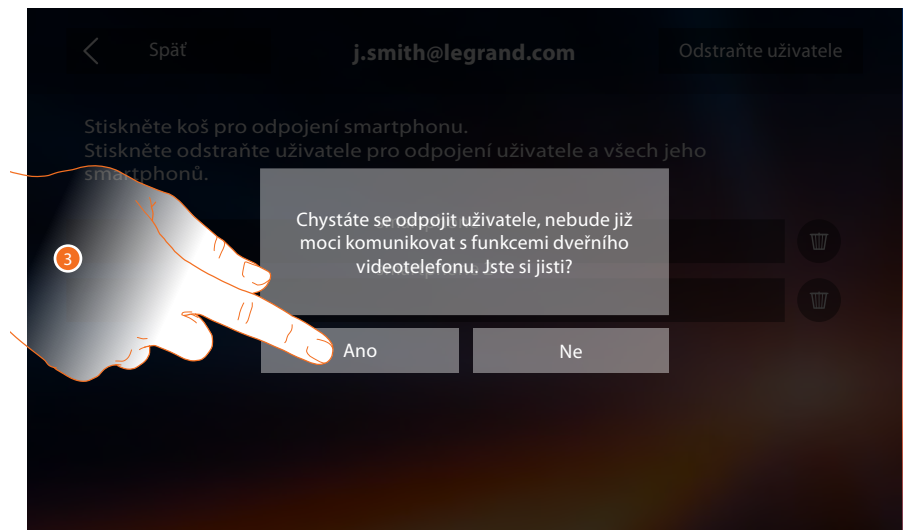 Späť
j.smith@legrand.com
Odstraňte uživatele
Stiskněte koš pro odpojení smartphonu.
Stiskněte odstraňte uživatele pro odpojení uživatele a všech jeho
smartphonů.
Chystáte se odpojit uživatele, nebude již
moci komunikovat s funkcemi dveřního
videotelefonu. Jste si jisti?
3
Ano
Ne